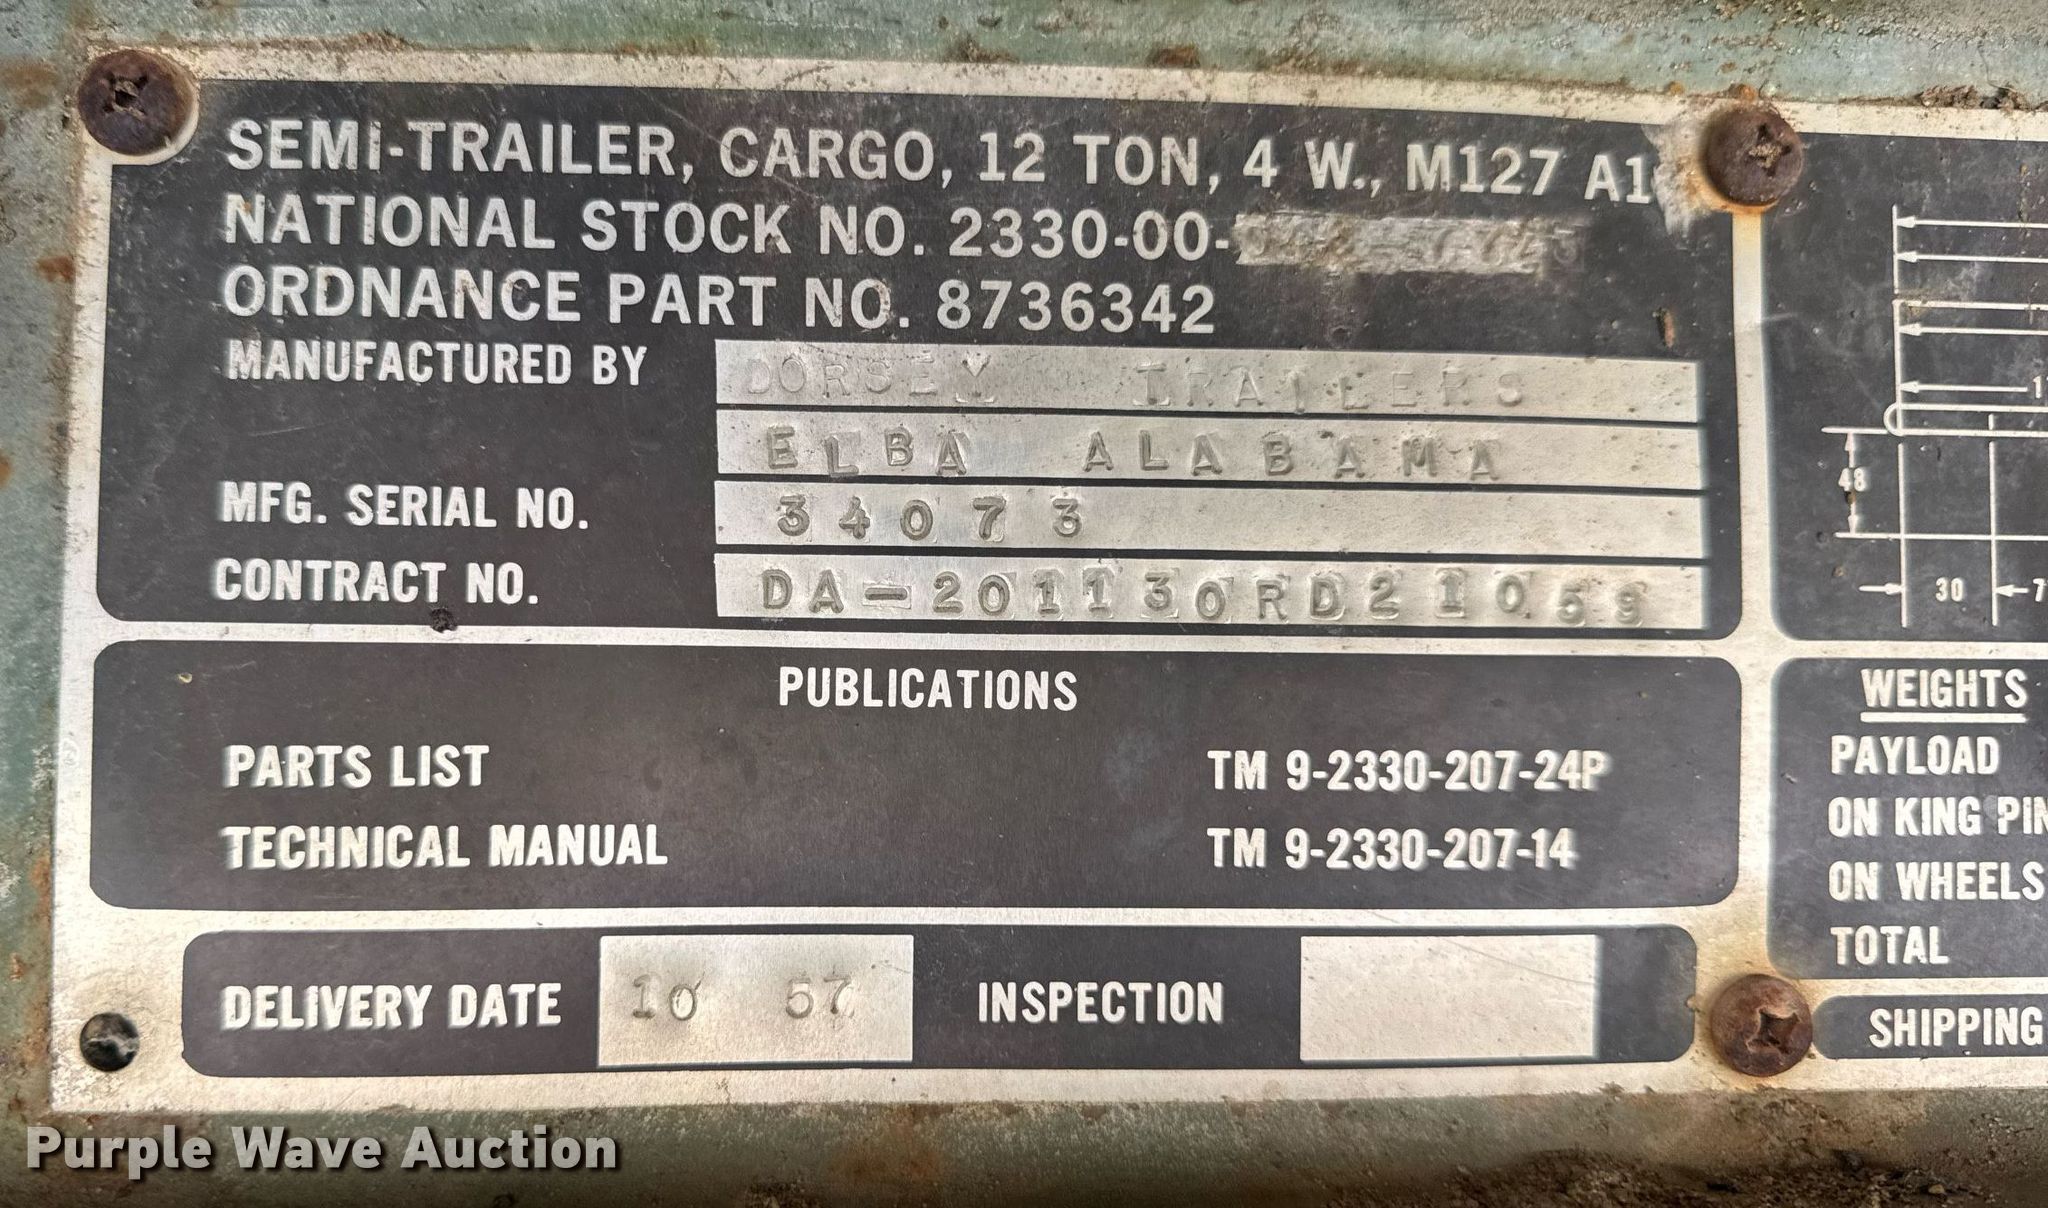 SEMI-TRAILER, CARGO, 12 TON, 4 W., M127 A1
NATIONAL STOCK NO. 2330-00-
ORDNANCE PART NO. 8736342
MANUFACTURED BY DORSEY TRAILERS
ELBA ALABAMA
MFG. SERIAL NO. 34073
CONTRACT NO. DA-201130RD21059
PUBLICATIONS
PARTS LIST TM 9-2330-207-24P
TECHNICAL MANUAL TM 9-2330-207-14
DELIVERY DATE 10 57 INSPECTION
48
30
WEIGHTS
PAYLOAD
ON KING PIN
ON WHEELS
TOTAL
SHIPPING
Purple Wave Auction